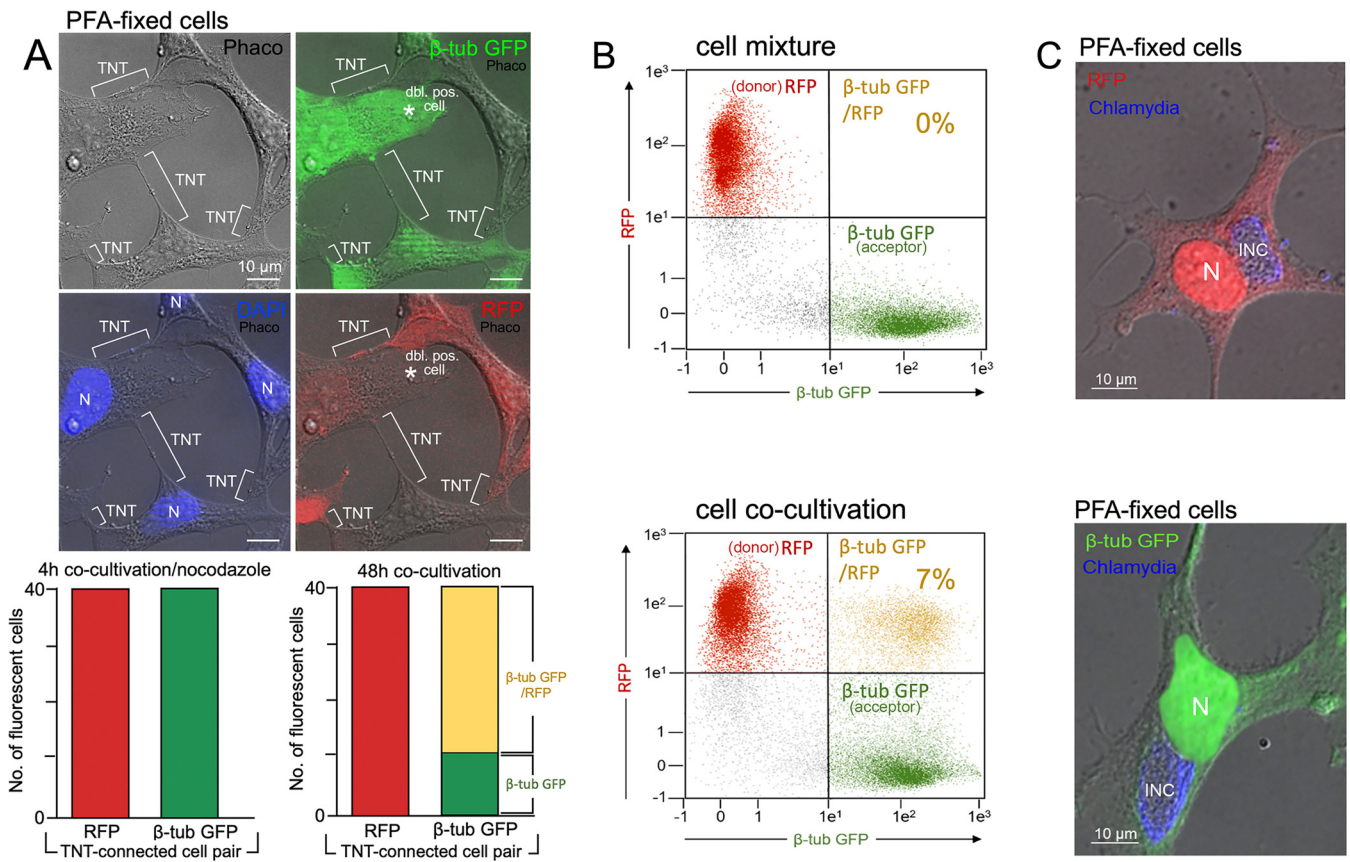 PFA-fixed cells
A
Phaco
TNT
TNT
TNT
TNT
10 µm
β-tub GFP
Phaco
TNT
dbl. pos.
cell
*
TNT
TNT
TNT
DAPI
Phaco
N
TNT
N
N
TNT
TNT
TNT
N
RFP
Phaco
TNT
dbl. pos.
cell
*
TNT
TNT
TNT
4h co-cultivation/nocodazole
No. of fluorescent cells
40
0
RFP
β-tub GFP
TNT-connected cell pair
48h co-cultivation
No. of fluorescent cells
40
0
β-tub GFP
/RFP
β-tub GFP
RFP
β-tub GFP
TNT-connected cell pair
B
cell mixture
RFP
1e³
1e²
1e¹
1
0
-1
(donor) RFP
β-tub GFP
/RFP
0%
β-tub GFP
(acceptor)
-1
0
1
1e¹
1e²
1e³
β-tub GFP
cell co-cultivation
RFP
1e³
1e²
1e¹
1
0
-1
(donor) RFP
β-tub GFP
/RFP
7%
β-tub GFP
(acceptor)
-1
0
1
1e¹
1e²
1e³
β-tub GFP
C
PFA-fixed cells
RFP
Chlamydia
INC
N
10 µm
PFA-fixed cells
β-tub GFP
Chlamydia
N
INC
10 µm